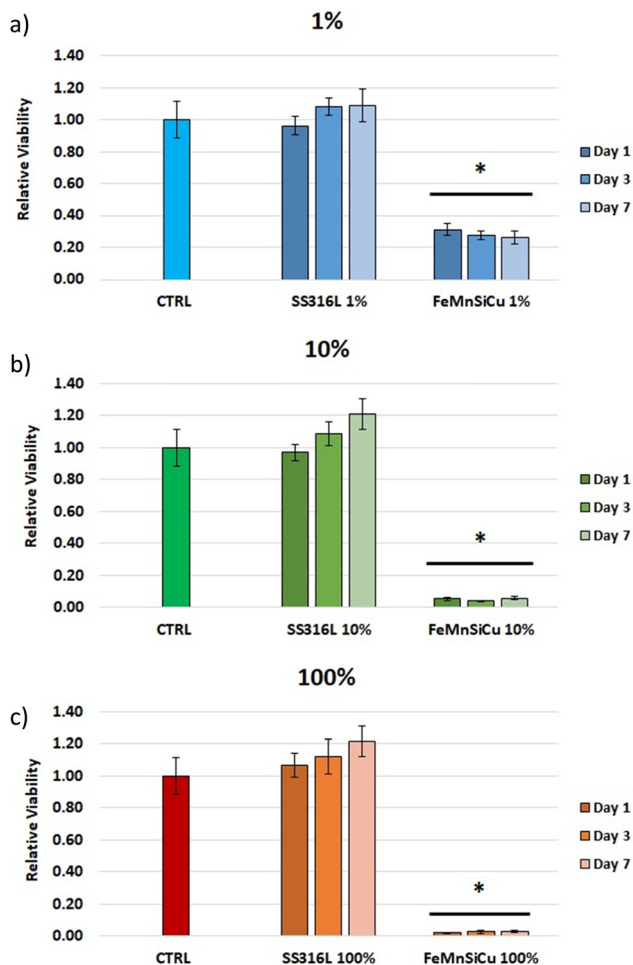 a)
1%
1.40
1.20
1.00
0.80
0.60
0.40
0.20
0.00
Relative Viability
*
CTRL
SS316L 1%
FeMnSiCu 1%
Day 1
Day 3
Day 7
b)
10%
1.40
1.20
1.00
0.80
0.60
0.40
0.20
0.00
Relative Viability
*
CTRL
SS316L 10%
FeMnSiCu 10%
Day 1
Day 3
Day 7
c)
100%
1.40
1.20
1.00
0.80
0.60
0.40
0.20
0.00
Relative Viability
*
CTRL
SS316L 100%
FeMnSiCu 100%
Day 1
Day 3
Day 7